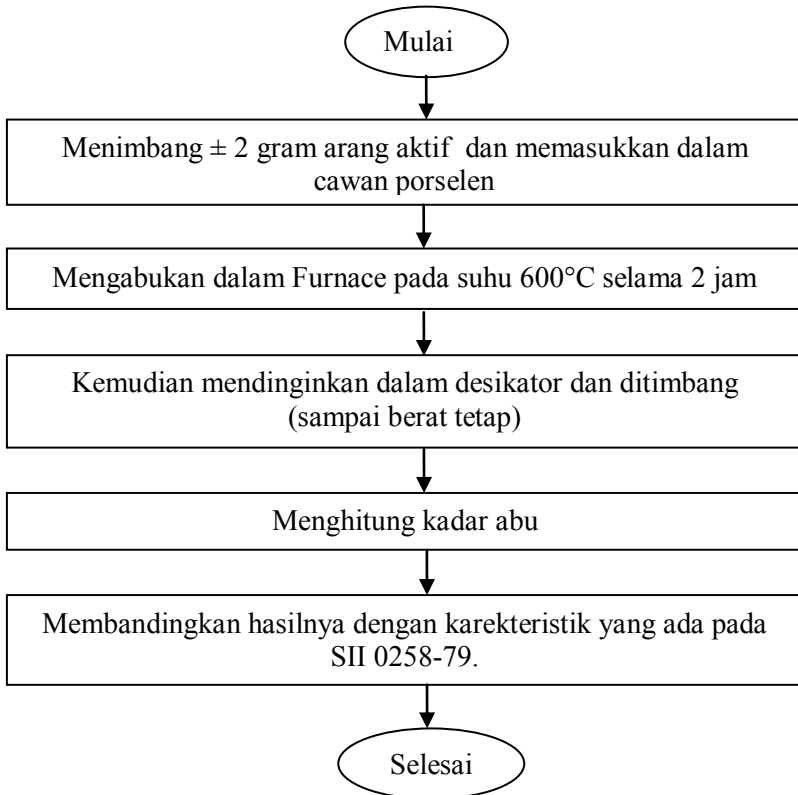 Mulai
Menimbang ± 2 gram arang aktif dan memasukkan dalam
cawan porselen
Mengabukan dalam Furnace pada suhu 600°C selama 2 jam
Kemudian mendinginkan dalam desikator dan ditimbang
(sampai berat tetap)
Menghitung kadar abu
Membandingkan hasilnya dengan karekteristik yang ada pada
SII 0258-79.
Selesai